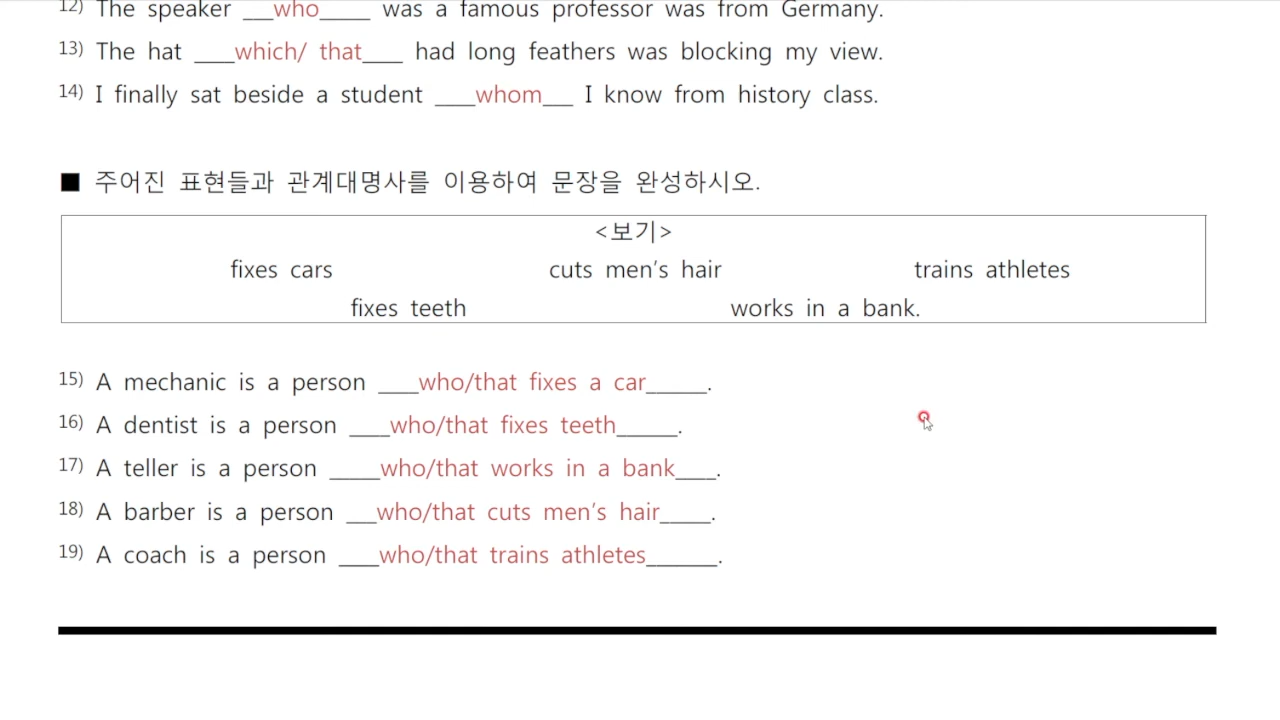 12) The speaker ___who_____ was a famous professor was from Germany.
13) The hat ____which/ that____ had long feathers was blocking my view.
14) I finally sat beside a student ____whom___ I know from history class.
■ 주어진 표현들과 관계대명사를 이용하여 문장을 완성하시오.
<보기>
fixes cars cuts men's hair trains athletes
fixes teeth works in a bank.
15) A mechanic is a person ____who/that fixes a car______.
16) A dentist is a person ____who/that fixes teeth______.
17) A teller is a person _____who/that works in a bank____.
18) A barber is a person ___who/that cuts men's hair_____.
19) A coach is a person ____who/that trains athletes_______.